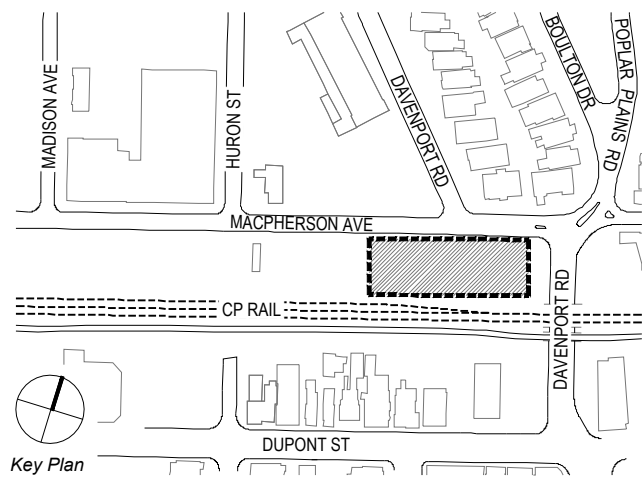 MADISON AVE
HURON ST
DAVENPORT RD
BOULTON DR
POPLAR PLAINS RD
MACPHERSON AVE
CP RAIL
DAVENPORT RD
DUPONT ST
Key Plan